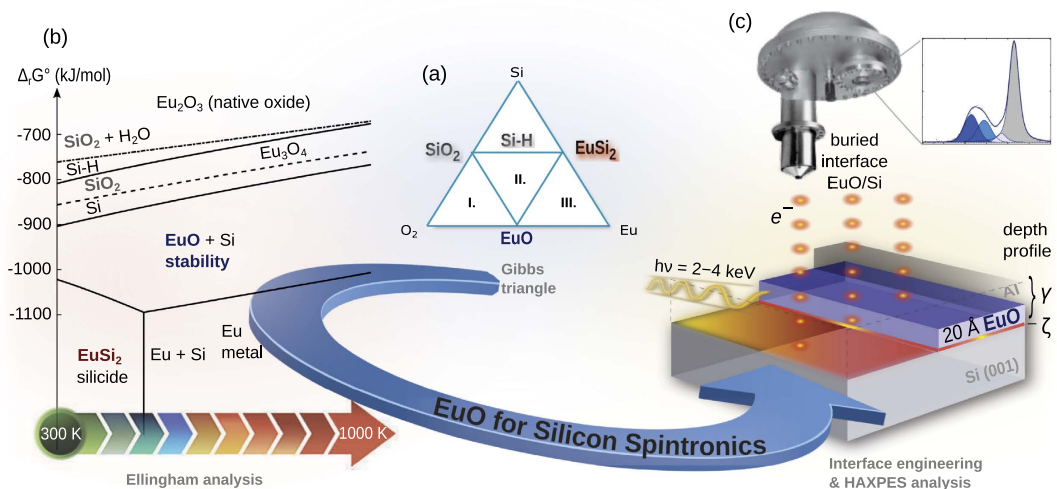 (b)
Δ_rG° (kJ/mol)
-700
-800
-900
-1000
-1100
Eu₂O₃ (native oxide)
SiO₂ + H₂O
Si-H
Eu₃O₄
SiO₂
Si
EuO + Si
stability
Eu
metal
EuSi₂
silicide
Eu + Si
300 K
1000 K
Ellingham analysis
(a)
Si
SiO₂
Si-H
EuSi₂
I.
II.
III.
O₂
EuO
Eu
Gibbs
triangle
EuO for Silicon Spintronics
(c)
buried
interface
EuO/Si
e⁻
hν = 2−4 keV
depth
profile
Al
γ
20 Å EuO
ζ
Si (001)
Interface engineering
& HAXPES analysis